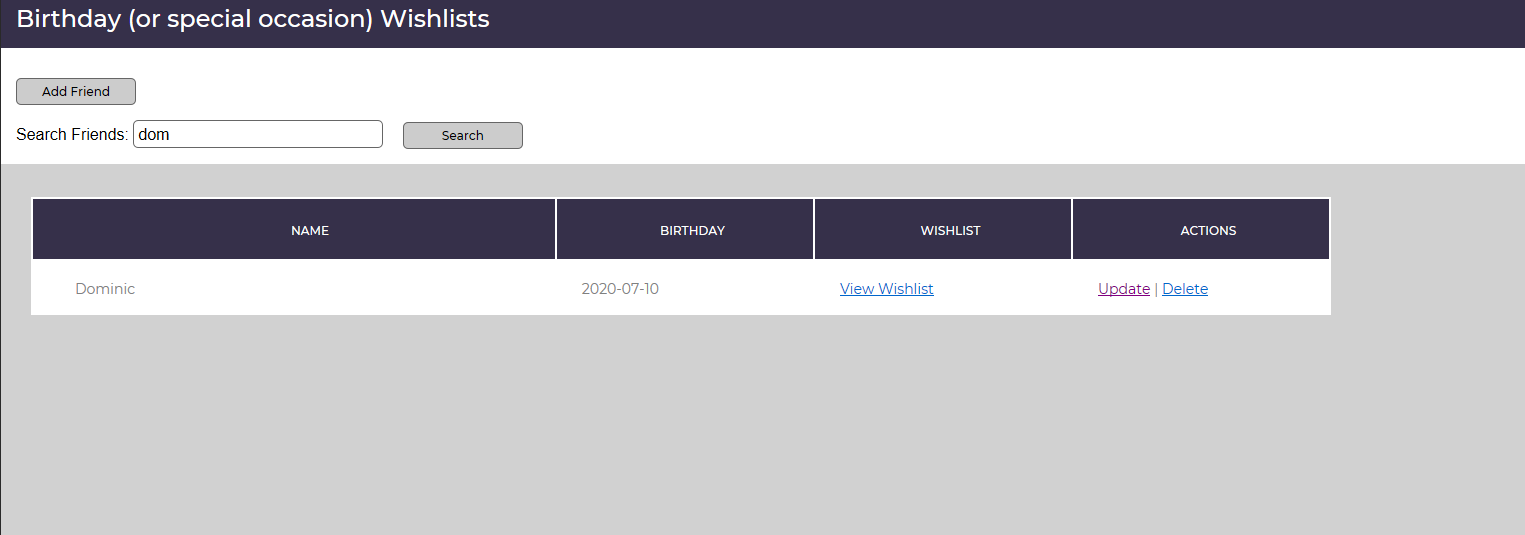 Birthday (or special occasion) Wishlists
Add Friend
Search Friends: dom Search
NAME BIRTHDAY WISHLIST ACTIONS
Dominic 2020-07-10 View Wishlist Update | Delete